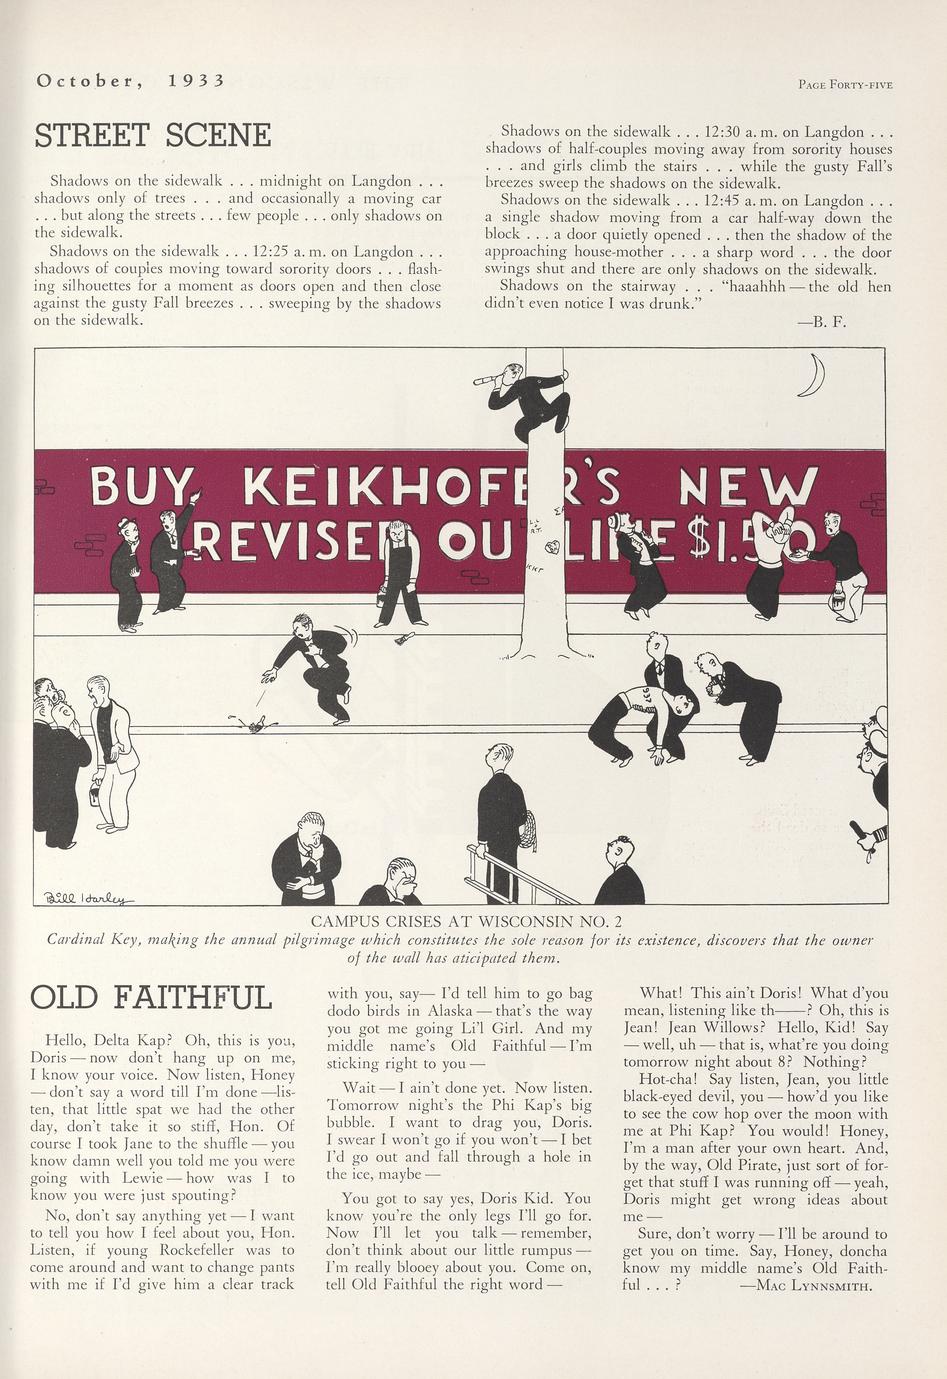 October, 1933
PAGE FORTY-FIVE
STREET SCENE
Shadows on the sidewalk . . . midnight on Langdon . . .
shadows only of trees . . . and occasionally a moving car
. . . but along the streets . . . few people . . . only shadows on
the sidewalk.
Shadows on the sidewalk . . . 12:25 a. m. on Langdon . . .
shadows of couples moving toward sorority doors . . . flash-
ing silhouettes for a moment as doors open and then close
against the gusty Fall breezes . . . sweeping by the shadows
on the sidewalk.
Shadows on the sidewalk . . . 12:30 a. m. on Langdon . . .
shadows of half-couples moving away from sorority houses
. . . and girls climb the stairs . . . while the gusty Fall's
breezes sweep the shadows on the sidewalk.
Shadows on the sidewalk . . . 12:45 a. m. on Langdon . . .
a single shadow moving from a car half-way down the
block . . . a door quietly opened . . . then the shadow of the
approaching house-mother . . . a sharp word . . . the door
swings shut and there are only shadows on the sidewalk.
Shadows on the stairway . . . "haaahhh — the old hen
didn't even notice I was drunk."
—B. F.
BUY KEIKHOFER'S NEW
REVISED OUTLINE $1.50
KKΓ
937
Bill Harley
CAMPUS CRISES AT WISCONSIN NO. 2
Cardinal Key, making the annual pilgrimage which constitutes the sole reason for its existence, discovers that the owner
of the wall has aticipated them.
OLD FAITHFUL
Hello, Delta Kap? Oh, this is you,
Doris — now don't hang up on me,
I know your voice. Now listen, Honey
— don't say a word till I'm done —lis-
ten, that little spat we had the other
day, don't take it so stiff, Hon. Of
course I took Jane to the shuffle — you
know damn well you told me you were
going with Lewie — how was I to
know you were just spouting?
No, don't say anything yet — I want
to tell you how I feel about you, Hon.
Listen, if young Rockefeller was to
come around and want to change pants
with me if I'd give him a clear track
with you, say— I'd tell him to go bag
dodo birds in Alaska — that's the way
you got me going Li'l Girl. And my
middle name's Old Faithful — I'm
sticking right to you —
Wait — I ain't done yet. Now listen.
Tomorrow night's the Phi Kap's big
bubble. I want to drag you, Doris.
I swear I won't go if you won't — I bet
I'd go out and fall through a hole in
the ice, maybe —
You got to say yes, Doris Kid. You
know you're the only legs I'll go for.
Now I'll let you talk — remember,
don't think about our little rumpus —
I'm really blooey about you. Come on,
tell Old Faithful the right word —
What! This ain't Doris! What d'you
mean, listening like th——? Oh, this is
Jean! Jean Willows? Hello, Kid! Say
— well, uh — that is, what're you doing
tomorrow night about 8? Nothing?
Hot-cha! Say listen, Jean, you little
black-eyed devil, you — how'd you like
to see the cow hop over the moon with
me at Phi Kap? You would! Honey,
I'm a man after your own heart. And,
by the way, Old Pirate, just sort of for-
get that stuff I was running off — yeah,
Doris might get wrong ideas about
me —
Sure, don't worry — I'll be around to
get you on time. Say, Honey, doncha
know my middle name's Old Faith-
ful . . . ? —MAC LYNNSMITH.